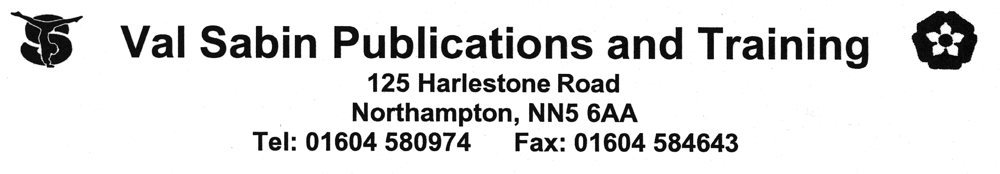 Val Sabin Publications and Training
125 Harlestone Road
Northampton, NN5 6AA
Tel: 01604 580974 Fax: 01604 584643